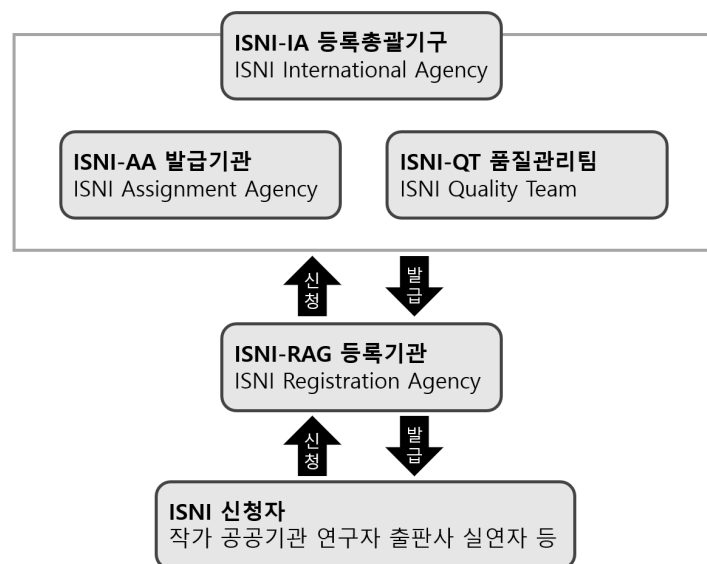 ISNI-IA 등록총괄기구
ISNI International Agency
ISNI-AA 발급기관
ISNI Assignment Agency
ISNI-QT 품질관리팀
ISNI Quality Team
신청
발급
ISNI-RAG 등록기관
ISNI Registration Agency
신청
발급
ISNI 신청자
작가 공공기관 연구자 출판사 실연자 등